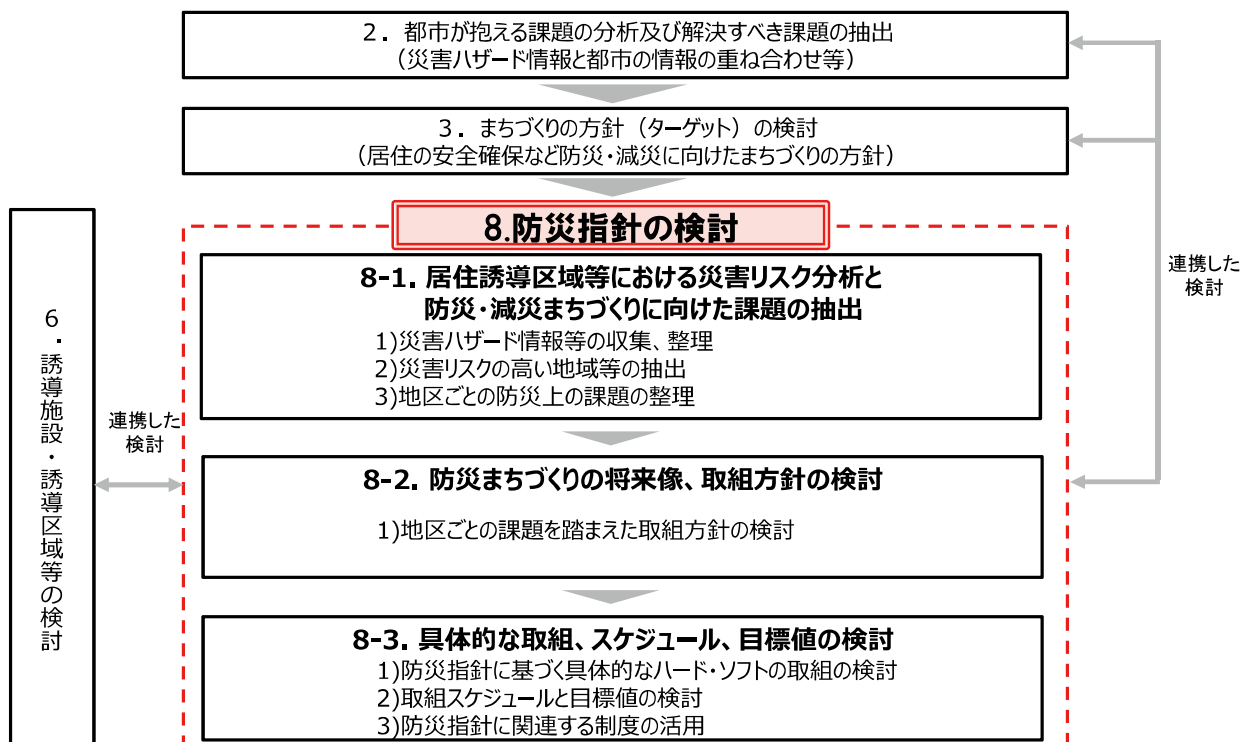 2．都市が抱える課題の分析及び解決すべき課題の抽出
（災害ハザード情報と都市の情報の重ね合わせ等）
3．まちづくりの方針（ターゲット）の検討
（居住の安全確保など防災・減災に向けたまちづくりの方針）
8.防災指針の検討
8-1. 居住誘導区域等における災害リスク分析と
防災・減災まちづくりに向けた課題の抽出
1)災害ハザード情報等の収集、整理
2)災害リスクの高い地域等の抽出
3)地区ごとの防災上の課題の整理
8-2. 防災まちづくりの将来像、取組方針の検討
1)地区ごとの課題を踏まえた取組方針の検討
8-3. 具体的な取組、スケジュール、目標値の検討
1)防災指針に基づく具体的なハード・ソフトの取組の検討
2)取組スケジュールと目標値の検討
3)防災指針に関連する制度の活用
6．誘導施設・誘導区域等の検討
連携した
検討
連携した
検討